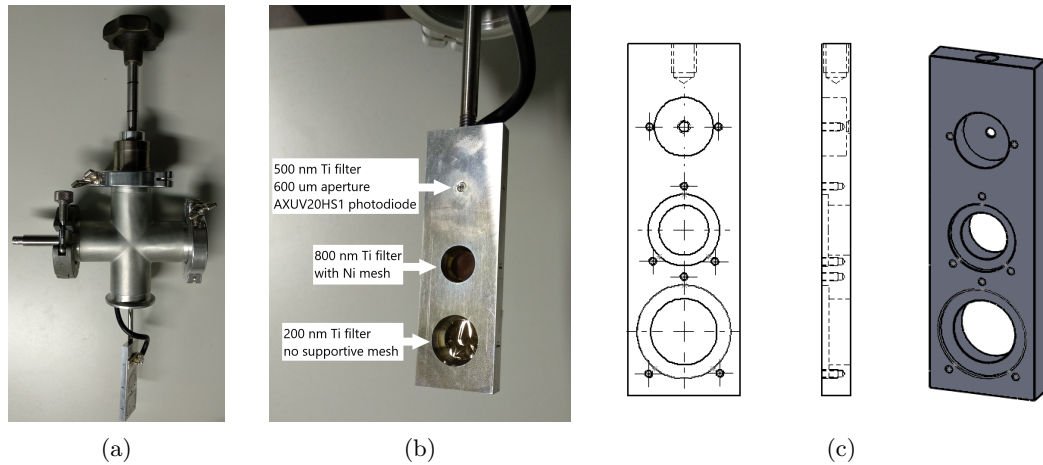 500 nm Ti filter
600 um aperture
AXUV20HS1 photodiode
800 nm Ti filter
with Ni mesh
200 nm Ti filter
no supportive mesh
(a)
(b)
(c)